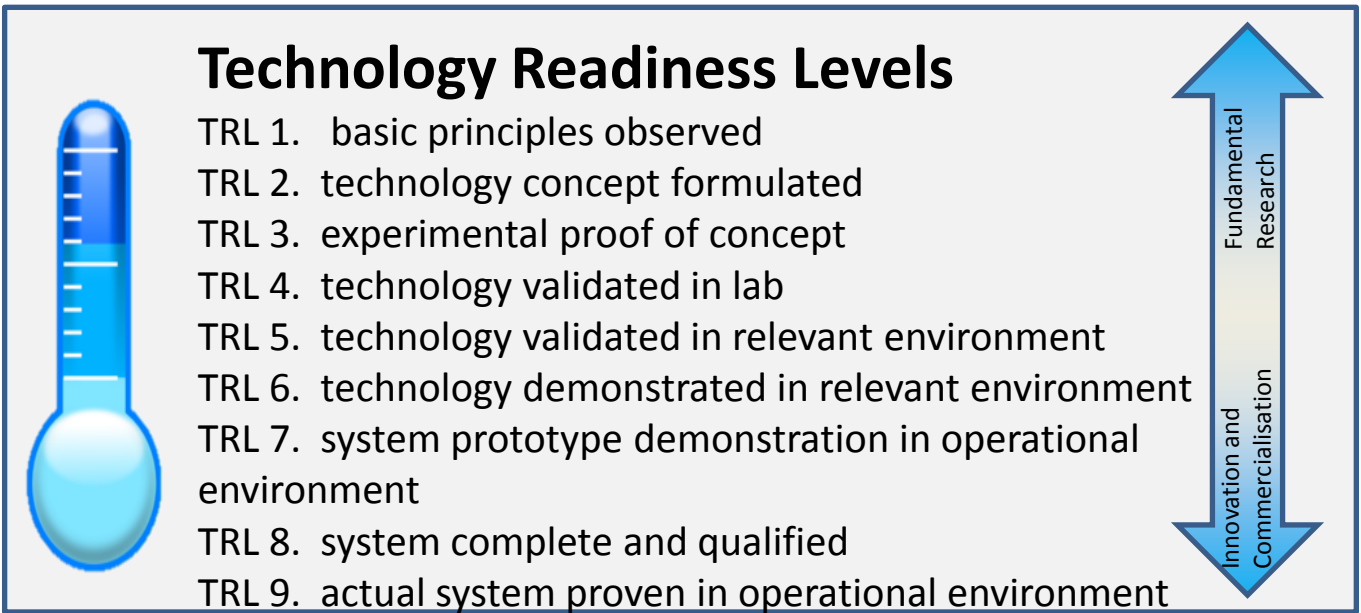 Technology Readiness Levels
TRL 1. basic principles observed
TRL 2. technology concept formulated
TRL 3. experimental proof of concept
TRL 4. technology validated in lab
TRL 5. technology validated in relevant environment
TRL 6. technology demonstrated in relevant environment
TRL 7. system prototype demonstration in operational
environment
TRL 8. system complete and qualified
TRL 9. actual system proven in operational environment
Fundamental
Research
Innovation and
Commercialisation